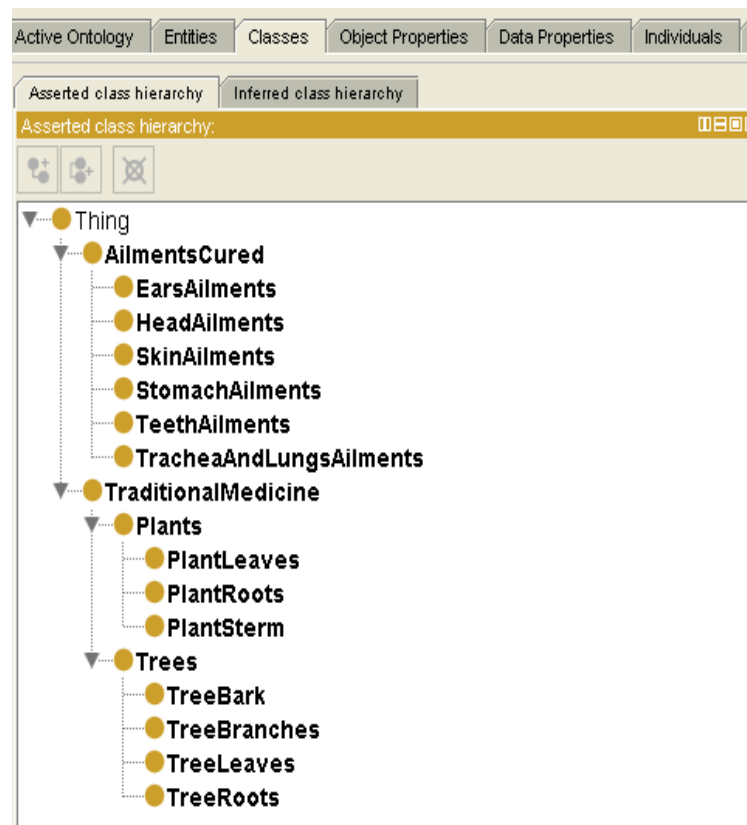 Active Ontology Entities Classes Object Properties Data Properties Individuals
Asserted class hierarchy Inferred class hierarchy
Asserted class hierarchy:
Thing
AilmentsCured
EarsAilments
HeadAilments
SkinAilments
StomachAilments
TeethAilments
TracheaAndLungsAilments
TraditionalMedicine
Plants
PlantLeaves
PlantRoots
PlantSterm
Trees
TreeBark
TreeBranches
TreeLeaves
TreeRoots